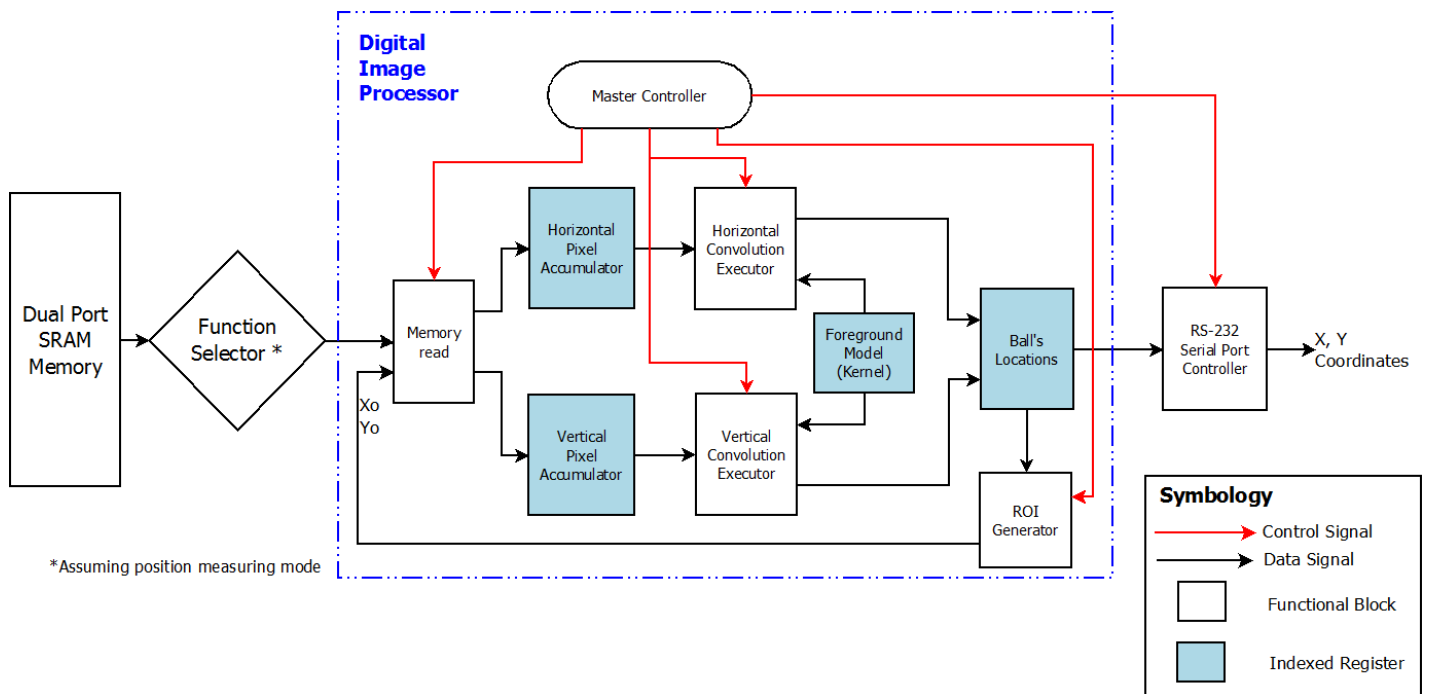 Digital
Image
Processor
Master Controller
Dual Port
SRAM
Memory
Function
Selector *
Memory
read
Xo
Yo
Horizontal
Pixel
Accumulator
Vertical
Pixel
Accumulator
Horizontal
Convolution
Executor
Vertical
Convolution
Executor
Foreground
Model
(Kernel)
Ball's
Locations
ROI
Generator
RS-232
Serial Port
Controller
X, Y
Coordinates
*Assuming position measuring mode
Symbology
Control Signal
Data Signal
Functional Block
Indexed Register